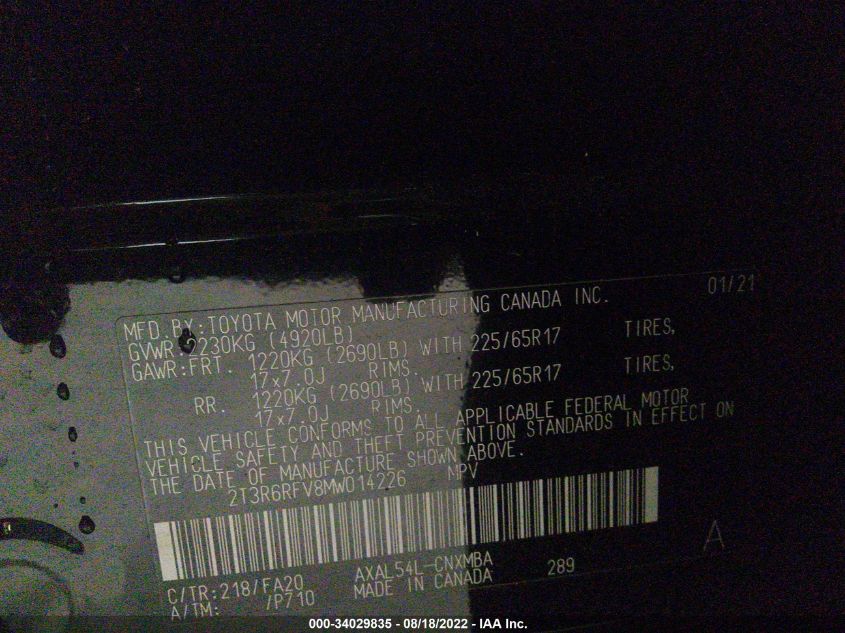 01/21
MFD. BY:TOYOTA MOTOR MANUFACTURING CANADA INC.
GVWR:2230KG (4920LB)
GAWR:FRT. 1220KG (2690LB) WITH 225/65R17 TIRES,
17x7.0J RIMS.
RR. 1220KG (2690LB) WITH 225/65R17 TIRES,
17x7.0J RIMS.
THIS VEHICLE CONFORMS TO ALL APPLICABLE FEDERAL MOTOR
VEHICLE SAFETY AND THEFT PREVENTION STANDARDS IN EFFECT ON
THE DATE OF MANUFACTURE SHOWN ABOVE.
2T3R6RFV8MW014226 MPV
C/TR:218/FA20 AXAL54L-CNXMBA 289 A
A/TM: /P710 MADE IN CANADA
000-34029835 - 08/18/2022 - IAA Inc.